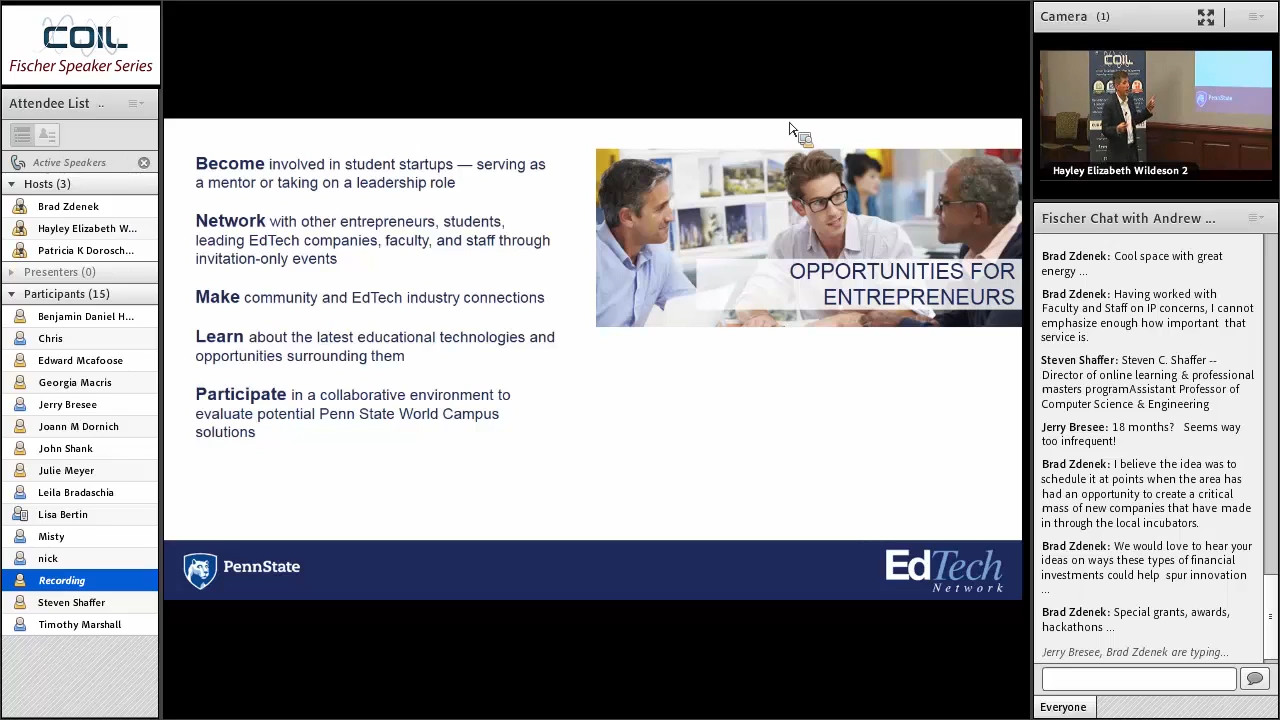 COIL
Fischer Speaker Series
Attendee List ..
Active Speakers
Hosts (3)
Brad Zdenek
Hayley Elizabeth W...
Patricia K Dorosch...
Presenters (0)
Participants (15)
Benjamin Daniel H...
Chris
Edward Mcafoose
Georgia Macris
Jerry Bresee
Joann M Dornich
John Shank
Julie Meyer
Leila Bradaschia
Lisa Bertin
Misty
nick
Recording
Steven Shaffer
Timothy Marshall
Become involved in student startups — serving as
a mentor or taking on a leadership role
Network with other entrepreneurs, students,
leading EdTech companies, faculty, and staff through
invitation-only events
Make community and EdTech industry connections
Learn about the latest educational technologies and
opportunities surrounding them
Participate in a collaborative environment to
evaluate potential Penn State World Campus
solutions
OPPORTUNITIES FOR
ENTREPRENEURS
PennState
EdTech
Network
Camera (1)
COIL
PennState
Hayley Elizabeth Wildeson 2
Fischer Chat with Andrew ...
Brad Zdenek: Cool space with great
energy ...
Brad Zdenek: Having worked with
Faculty and Staff on IP concerns, I cannot
emphasize enough how important that
service is.
Steven Shaffer: Steven C. Shaffer --
Director of online learning & professional
masters programAssistant Professor of
Computer Science & Engineering
Jerry Bresee: 18 months? Seems way
too infrequent!
Brad Zdenek: I believe the idea was to
schedule it at points when the area has
had an opportunity to create a critical
mass of new companies that have made
in through the local incubators.
Brad Zdenek: We would love to hear your
ideas on ways these types of financial
investments could help spur innovation
...
Brad Zdenek: Special grants, awards,
hackathons ...
Jerry Bresee, Brad Zdenek are typing...
Everyone